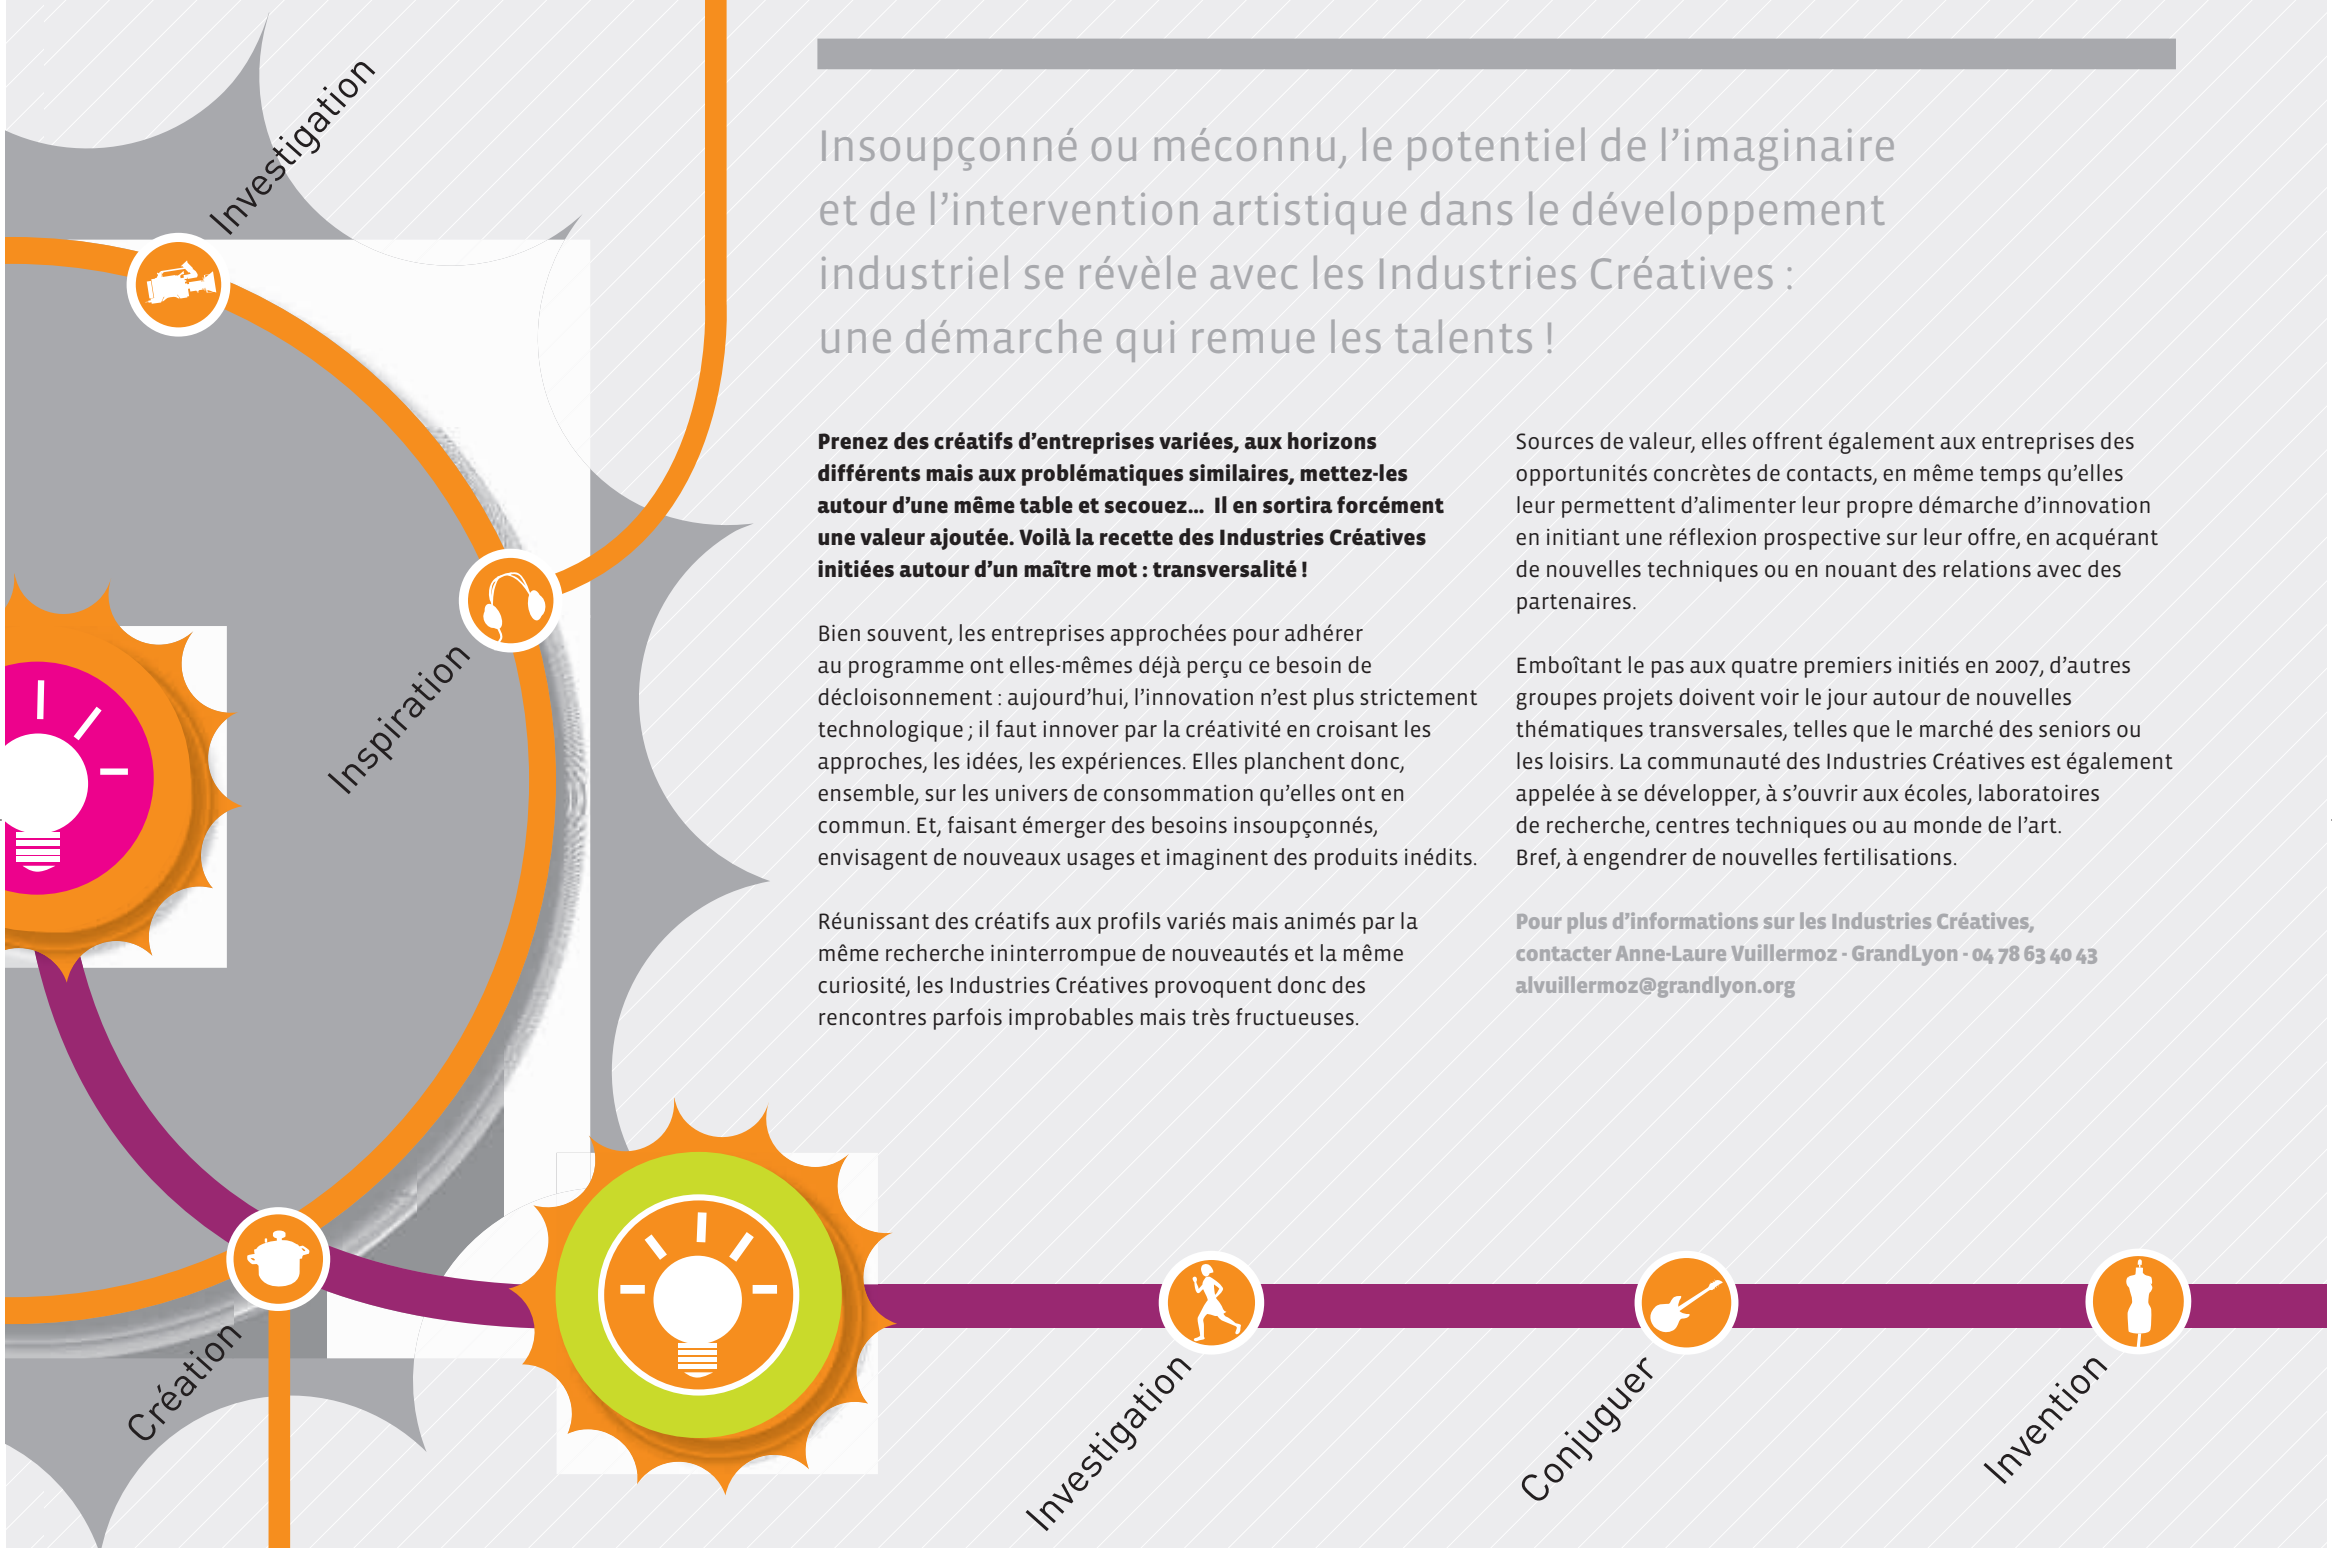 Investigation
Inspiration
Création
Insoupçonné ou méconnu, le potentiel de l’imaginaire
et de l’intervention artistique dans le développement
industriel se révèle avec les Industries Créatives :
une démarche qui remue les talents !
Prenez des créatifs d’entreprises variées, aux horizons
différents mais aux problématiques similaires, mettez-les
autour d’une même table et secouez... Il en sortira forcément
une valeur ajoutée. Voilà la recette des Industries Créatives
initiées autour d’un maître mot : transversalité !
Bien souvent, les entreprises approchées pour adhérer
au programme ont elles-mêmes déjà perçu ce besoin de
décloisonnement : aujourd’hui, l’innovation n’est plus strictement
technologique ; il faut innover par la créativité en croisant les
approches, les idées, les expériences. Elles planchent donc,
ensemble, sur les univers de consommation qu’elles ont en
commun. Et, faisant émerger des besoins insoupçonnés,
envisagent de nouveaux usages et imaginent des produits inédits.
Réunissant des créatifs aux profils variés mais animés par la
même recherche ininterrompue de nouveautés et la même
curiosité, les Industries Créatives provoquent donc des
rencontres parfois improbables mais très fructueuses.
Sources de valeur, elles offrent également aux entreprises des
opportunités concrètes de contacts, en même temps qu’elles
leur permettent d’alimenter leur propre démarche d’innovation
en initiant une réflexion prospective sur leur offre, en acquérant
de nouvelles techniques ou en nouant des relations avec des
partenaires.
Emboîtant le pas aux quatre premiers initiés en 2007, d’autres
groupes projets doivent voir le jour autour de nouvelles
thématiques transversales, telles que le marché des seniors ou
les loisirs. La communauté des Industries Créatives est également
appelée à se développer, à s’ouvrir aux écoles, laboratoires
de recherche, centres techniques ou au monde de l’art.
Bref, à engendrer de nouvelles fertilisations.
Pour plus d’informations sur les Industries Créatives,
contacter Anne-Laure Vuillermoz - GrandLyon - 04 78 63 40 43
alvuillermoz@grandlyon.org
Investigation
Conjuguer
Invention